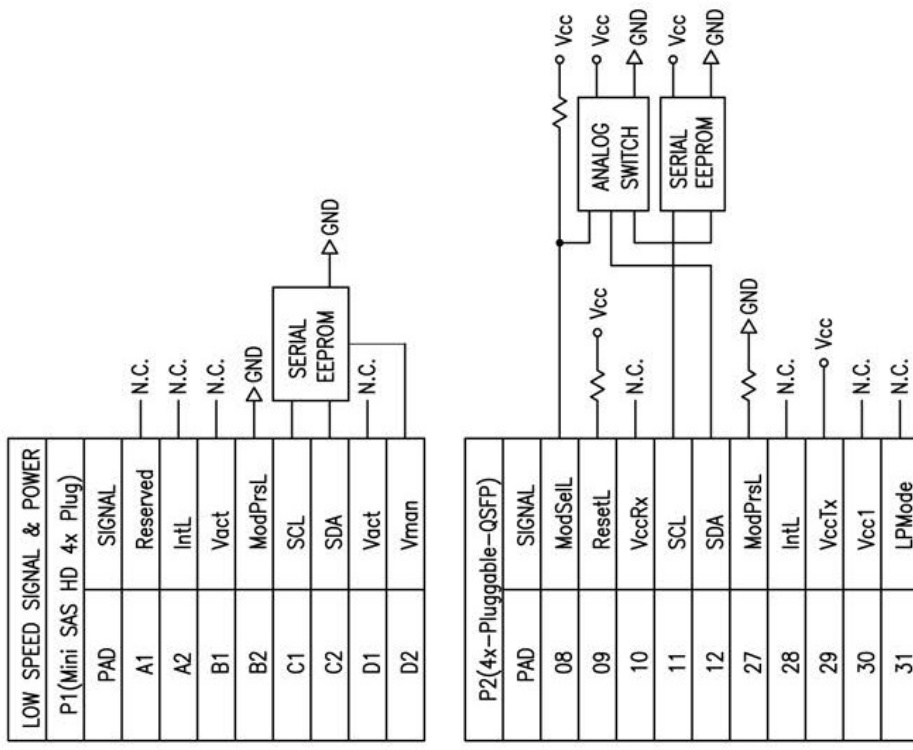 LOW SPEED SIGNAL & POWER
P1(Mini SAS HD 4x Plug)
PAD SIGNAL
A1 Reserved N.C.
A2 IntL N.C.
B1 Vact N.C.
B2 ModPrsL GND
C1 SCL
C2 SDA
SERIAL
EEPROM
GND
D1 Vact N.C.
D2 Vman
P2(4x-Pluggable-QSFP)
PAD SIGNAL
08 ModSelL Vcc
09 ResetL Vcc
10 VccRx N.C.
11 SCL
12 SDA
ANALOG
SWITCH
Vcc
GND
SERIAL
EEPROM
Vcc
GND
27 ModPrsL GND
28 IntL N.C.
29 VccTx Vcc
30 Vcc1 N.C.
31 LPMode N.C.